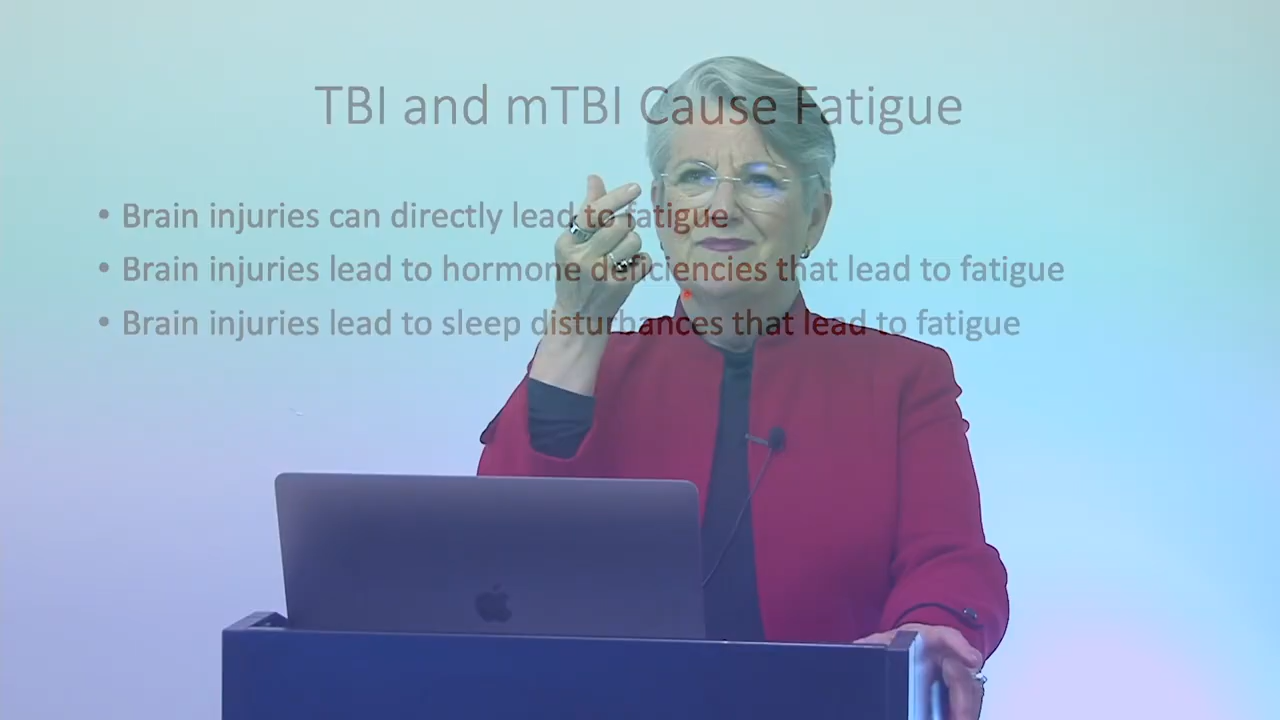 TBI and mTBI Cause Fatigue
• Brain injuries can directly lead to fatigue
• Brain injuries lead to hormone deficiencies that lead to fatigue
• Brain injuries lead to sleep disturbances that lead to fatigue